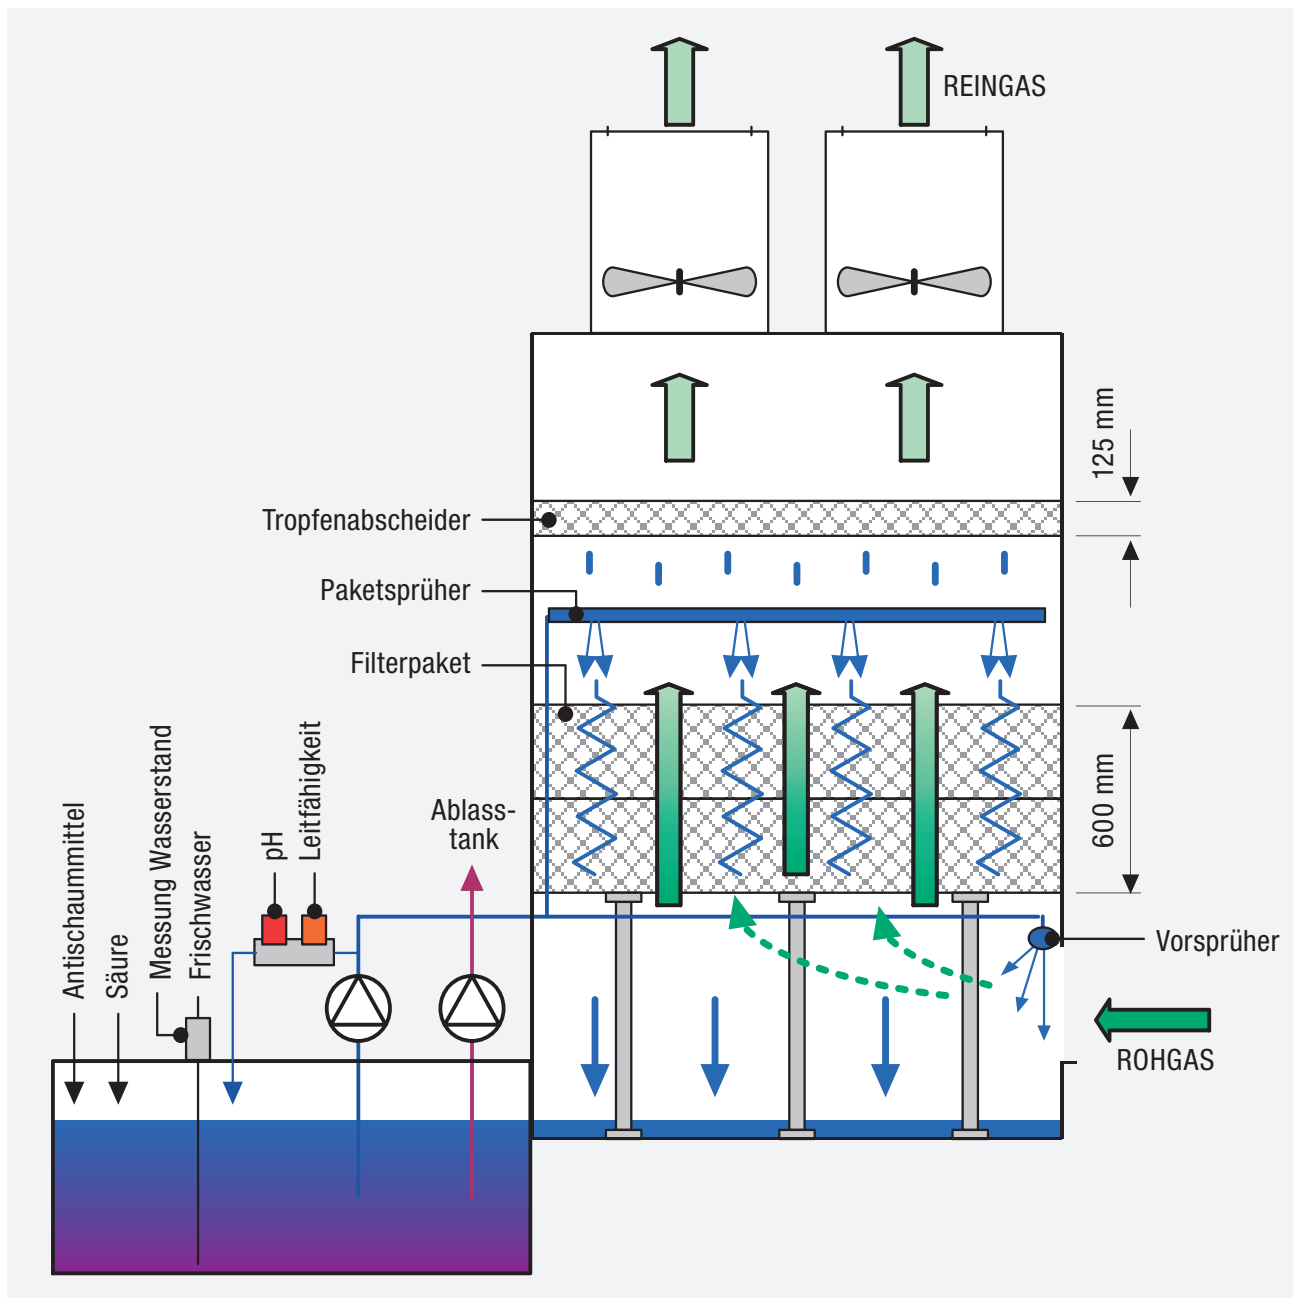 REINGAS
125 mm
Tropfenabscheider
Paketsprüher
Filterpaket
600 mm
Antischaummittel
Säure
Messung Wasserstand
Frischwasser
pH
Leitfähigkeit
Ablass-
tank
Vorsprüher
ROHGAS